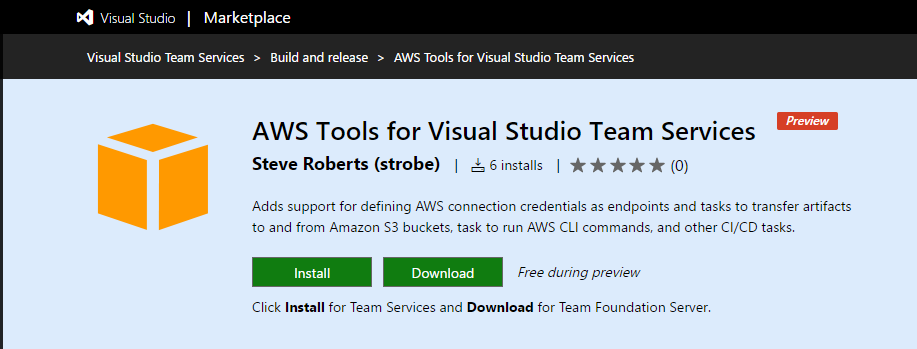 Visual Studio | Marketplace
Visual Studio Team Services > Build and release > AWS Tools for Visual Studio Team Services
AWS Tools for Visual Studio Team Services Preview
Steve Roberts (strobe) | 6 installs | (0)
Adds support for defining AWS connection credentials as endpoints and tasks to transfer artifacts
to and from Amazon S3 buckets, task to run AWS CLI commands, and other CI/CD tasks.
Install Download Free during preview
Click Install for Team Services and Download for Team Foundation Server.